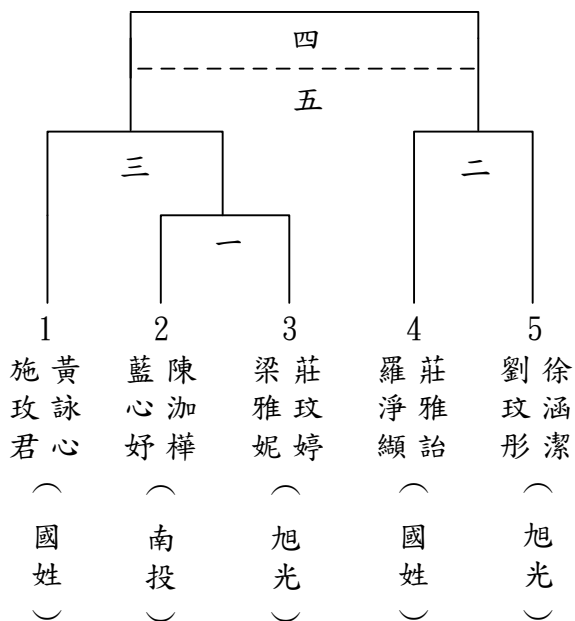 四
五
三
二
一
1
2
3
4
5
黃詠心
施玫君
（國姓）
陳泇樺
藍心妤
（南投）
莊玟婷
梁雅妮
（旭光）
莊雅詒
羅淨纈
（國姓）
徐涵潔
劉玟彤
（旭光）